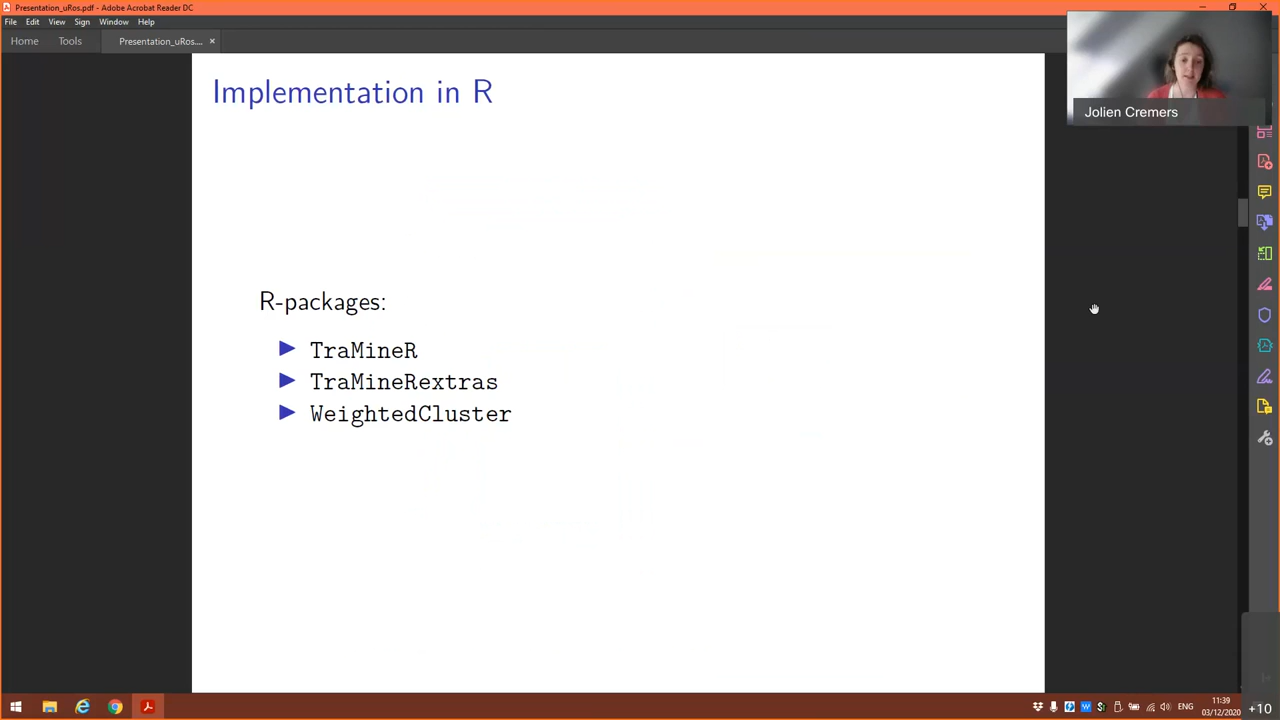 Presentation_uRos.pdf - Adobe Acrobat Reader DC
File Edit View Sign Window Help
Home Tools Presentation_uRos.... ×
Implementation in R
Jolien Cremers
R-packages:
TraMineR
TraMineRextras
WeightedCluster
ENG
11:39
03/12/2020
+10